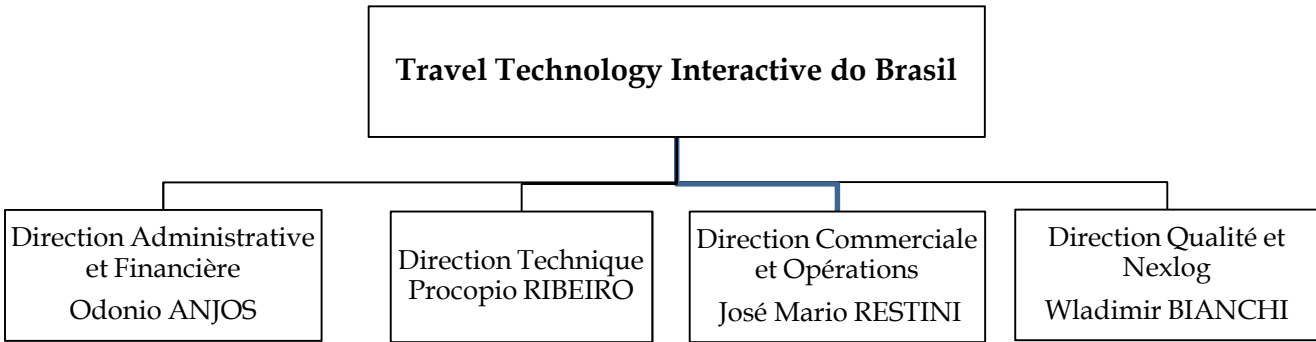 Travel Technology Interactive do Brasil
Direction Administrative
et Financière
Odonio ANJOS
Direction Technique
Procopio RIBEIRO
Direction Commerciale
et Opérations
José Mario RESTINI
Direction Qualité et
Nexlog
Wladimir BIANCHI